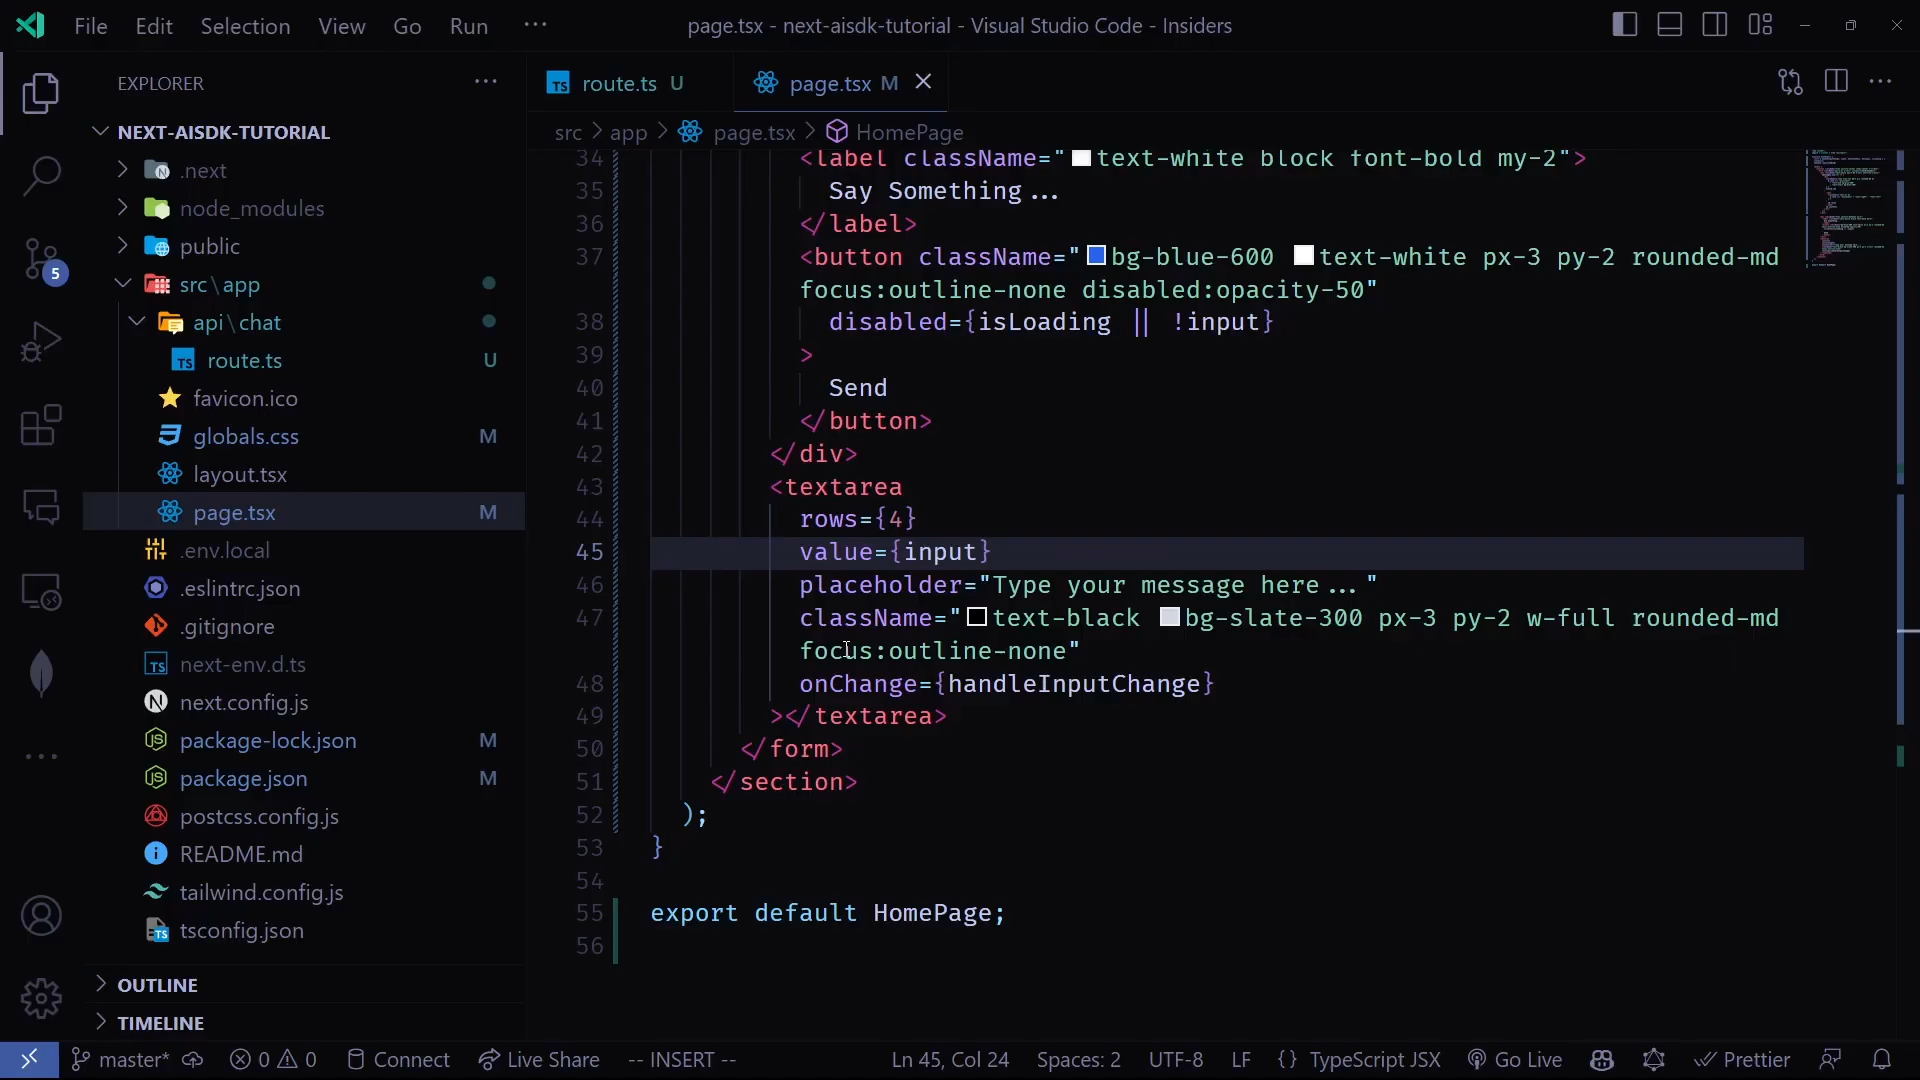 File Edit Selection View Go Run ··· page.tsx - next-aisdk-tutorial - Visual Studio Code - Insiders
EXPLORER ···
NEXT-AISDK-TUTORIAL
.next
node_modules
public
src\app
api\chat
route.ts U
favicon.ico
globals.css M
layout.tsx
page.tsx M
.env.local
.eslintrc.json
.gitignore
next-env.d.ts
next.config.js
package-lock.json M
package.json M
postcss.config.js
README.md
tailwind.config.js
tsconfig.json
OUTLINE
TIMELINE
5
route.ts U page.tsx M
src > app > page.tsx > HomePage
34 <label className="text-white block font-bold my-2">
35 Say Something...
36 </label>
37 <button className="bg-blue-600 text-white px-3 py-2 rounded-md
focus:outline-none disabled:opacity-50"
38 disabled={isLoading || !input}
39 >
40 Send
41 </button>
42 </div>
43 <textarea
44 rows={4}
45 value={input}
46 placeholder="Type your message here..."
47 className="text-black bg-slate-300 px-3 py-2 w-full rounded-md
focus:outline-none"
48 onChange={handleInputChange}
49 ></textarea>
50 </form>
51 </section>
52 );
53 }
54
55 export default HomePage;
56
master* 0 0 Connect Live Share -- INSERT -- Ln 45, Col 24 Spaces: 2 UTF-8 LF {} TypeScript JSX Go Live Prettier